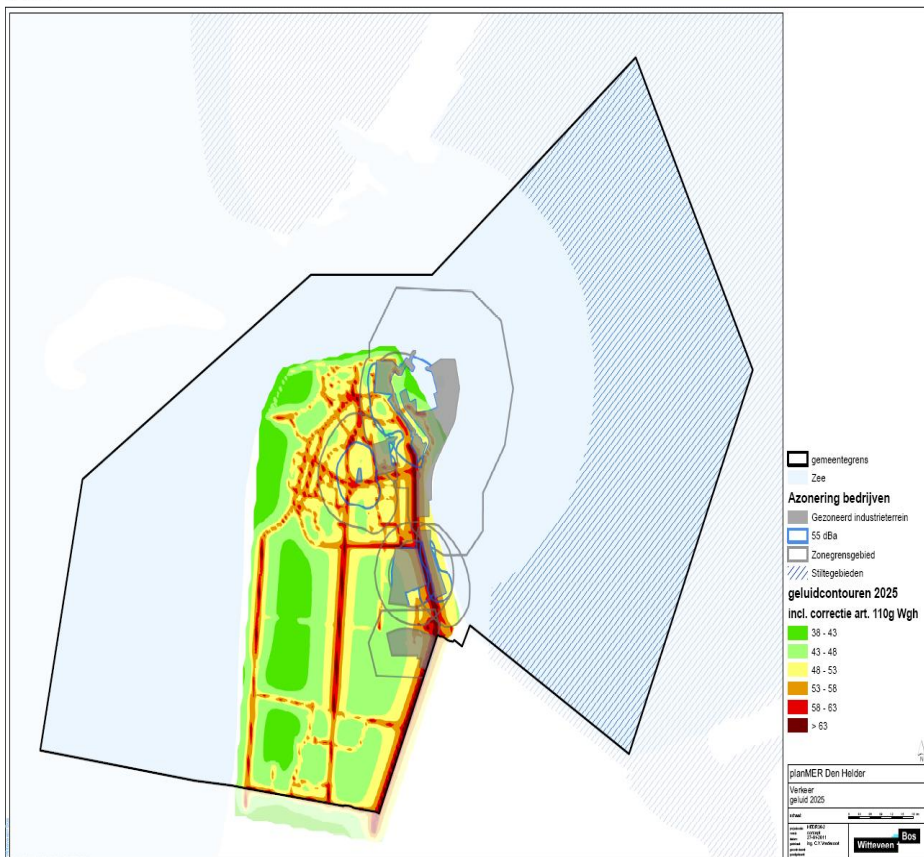 gemeentegrens
Zee
Azonering bedrijven
Gezoneerd industrieterrein
55 dBa
Zonegrensgebied
Stiltegebieden
geluidcontouren 2025
incl. correctie art. 110g Wgh
38 - 43
43 - 48
48 - 53
53 - 58
58 - 63
> 63
planMER Den Helder
Verkeer
geluid 2025
schaal
Witteveen
Bos